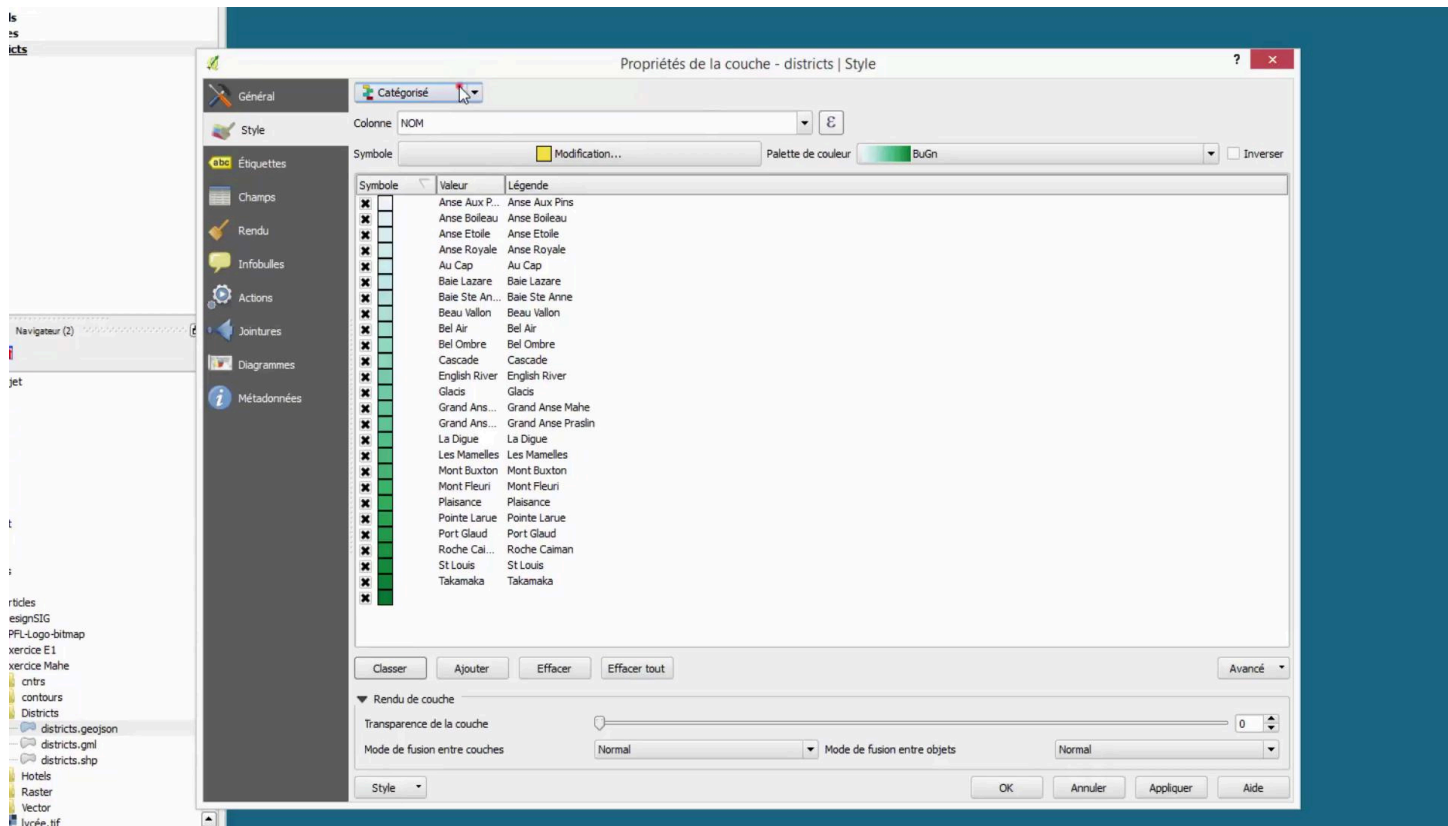 ls
es
icts
Propriétés de la couche - districts | Style
?
Général
Style
Étiquettes
Champs
Rendu
Infobulles
Actions
Jointures
Diagrammes
Métadonnées
Catégorisé
Colonne NOM ε
Symbole Modification... Palette de couleur BuGn Inverser
Symbole Valeur Légende
Anse Aux P... Anse Aux Pins
Anse Boileau Anse Boileau
Anse Etoile Anse Etoile
Anse Royale Anse Royale
Au Cap Au Cap
Baie Lazare Baie Lazare
Baie Ste An... Baie Ste Anne
Beau Vallon Beau Vallon
Bel Air Bel Air
Bel Ombre Bel Ombre
Cascade Cascade
English River English River
Glacis Glacis
Grand Ans... Grand Anse Mahe
Grand Ans... Grand Anse Praslin
La Digue La Digue
Les Mamelles Les Mamelles
Mont Buxton Mont Buxton
Mont Fleuri Mont Fleuri
Plaisance Plaisance
Pointe Larue Pointe Larue
Port Glaud Port Glaud
Roche Cai... Roche Caiman
St Louis St Louis
Takamaka Takamaka
Classer Ajouter Effacer Effacer tout Avancé
Rendu de couche
Transparence de la couche 0
Mode de fusion entre couches Normal Mode de fusion entre objets Normal
Style OK Annuler Appliquer Aide
Navigateur (2)
jet
t
s
rticles
esignSIG
PFL-Logo-bitmap
xercice E1
xercice Mahe
cntrs
contours
Districts
districts.geojson
districts.gml
districts.shp
Hotels
Raster
Vector
lycée.tif